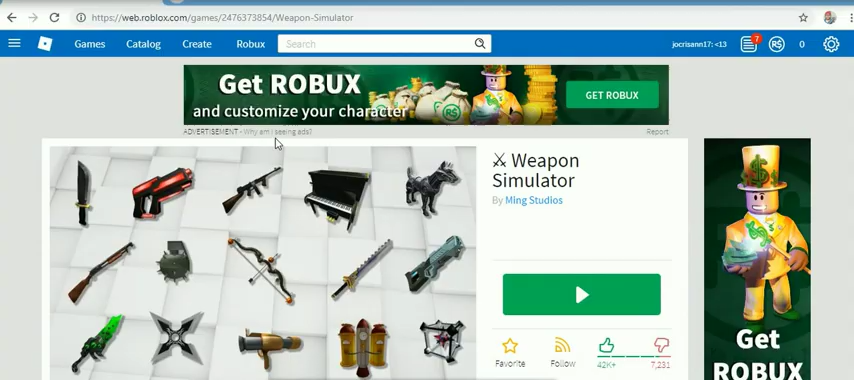 https://web.roblox.com/games/2476373854/Weapon-Simulator
Games Catalog Create Robux Search jocrisann17: <13 7 R$ 0
Get ROBUX
and customize your character
GET ROBUX
ADVERTISEMENT - Why am I seeing ads? Report
⚔ Weapon
Simulator
By Ming Studios
Favorite Follow 42K+ 7,231
Get
ROBUX